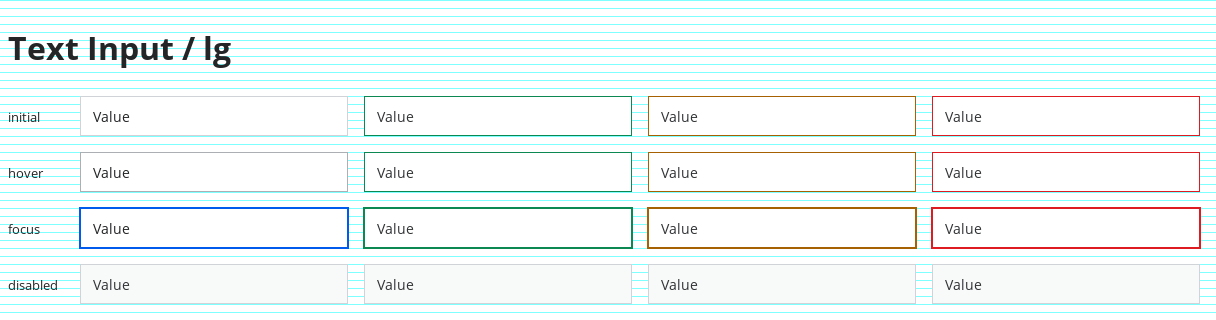 Text Input / lg
initial Value Value Value Value
hover Value Value Value Value
focus Value Value Value Value
disabled Value Value Value Value